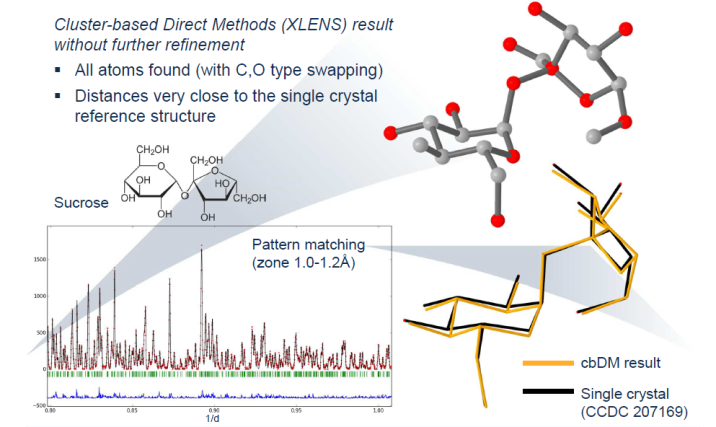 Cluster-based Direct Methods (XLENS) result
without further refinement
▪ All atoms found (with C,O type swapping)
▪ Distances very close to the single crystal
reference structure
CH₂OH
O
CH₂OH
O
OH
HO
OH
O
CH₂OH
OH
OH
Sucrose
Pattern matching
(zone 1.0-1.2Å)
1500
1000
500
0
−500
0.80
0.85
0.90
0.95
1.00
1/d
cbDM result
Single crystal
(CCDC 207169)